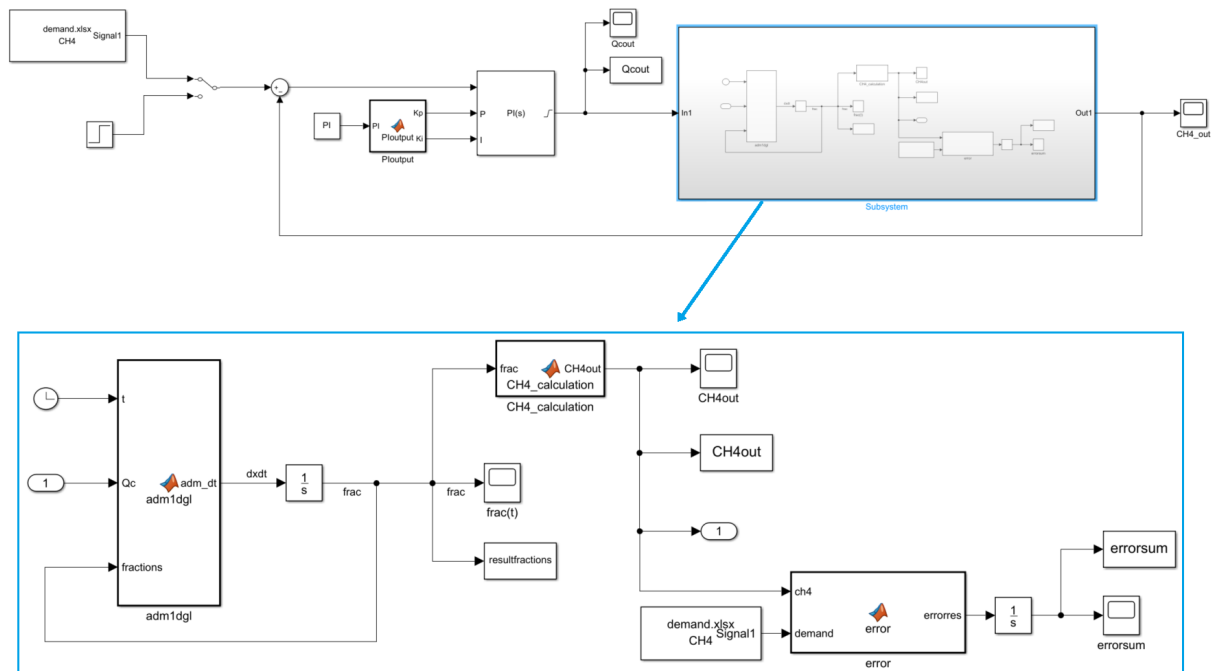 demand.xlsx
CH4
Signal1
PI
PI
PIoutput
Kp
Ki
PIoutput
P
I
PI(s)
Qcout
Qcout
In1
Out1
Subsystem
CH4_out
t
Qc
fractions
adm1dgl
adm_dt
adm1dgl
1
dxdt
1
s
frac
frac
frac
CH4out
CH4_calculation
CH4_calculation
frac(t)
resultfractions
CH4out
CH4out
1
demand.xlsx
CH4
Signal1
ch4
demand
error
errorres
error
1
s
errorsum
errorsum